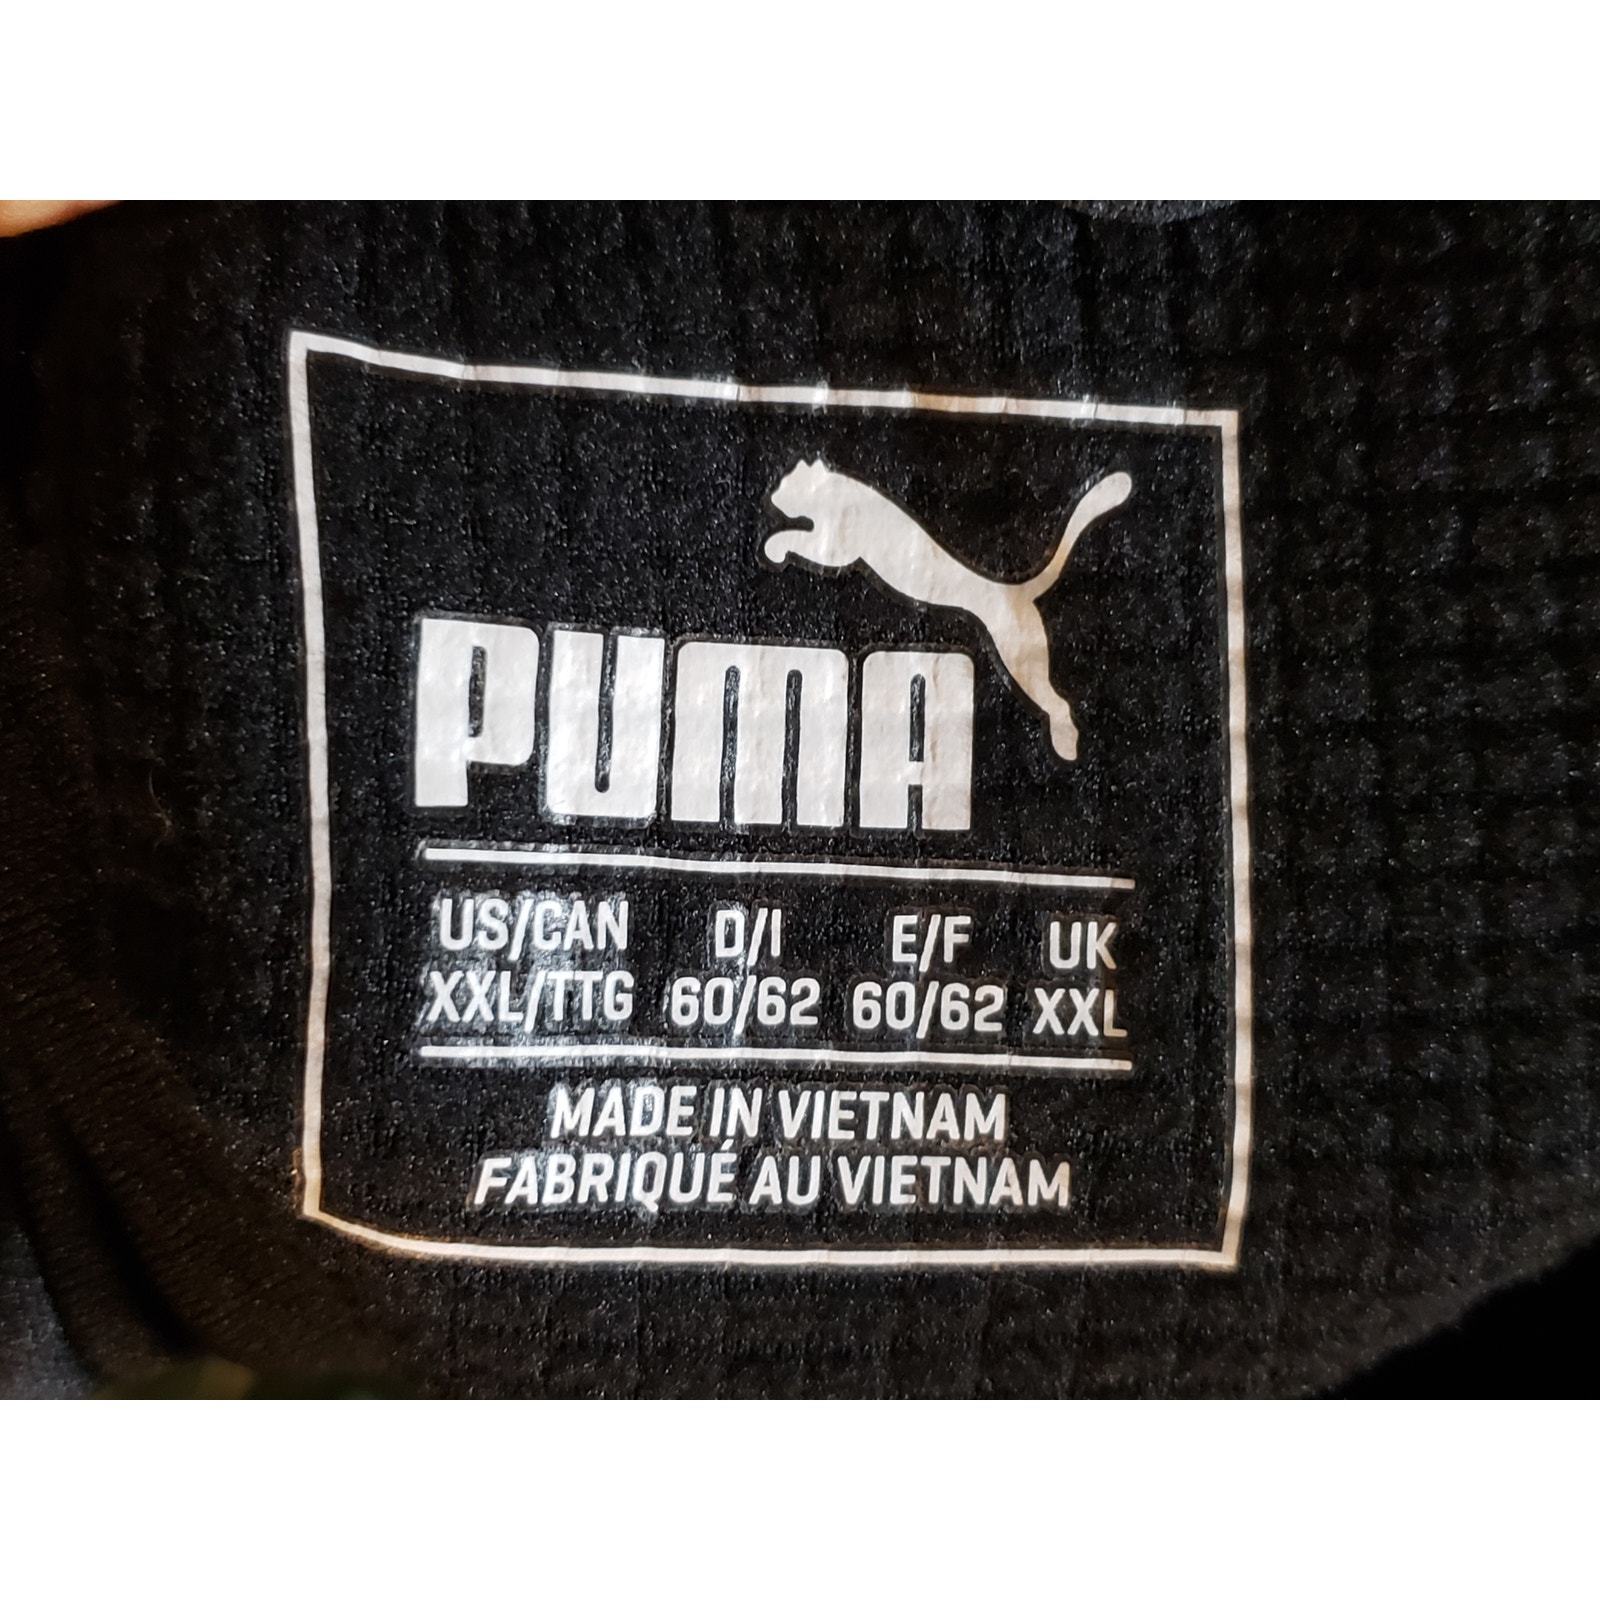 PUMA
US/CAN D/I E/F UK
XXL/TTG 60/62 60/62 XXL
MADE IN VIETNAM
FABRIQUÉ AU VIETNAM